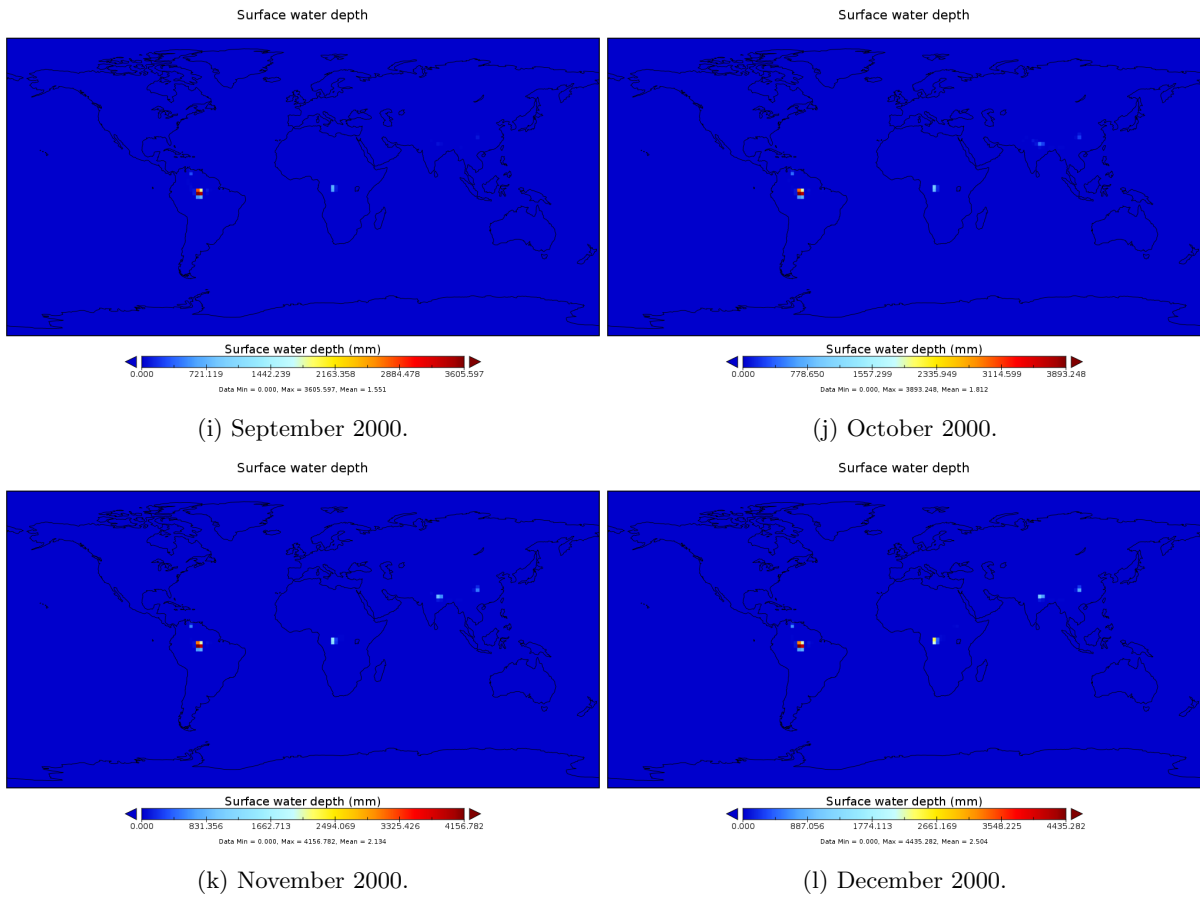 Surface water depth
Surface water depth (mm)
0.000 721.119 1442.239 2163.358 2884.478 3605.597
Data Min = 0.000, Max = 3605.597, Mean = 1.551
(i) September 2000.
Surface water depth
Surface water depth (mm)
0.000 778.650 1557.299 2335.949 3114.599 3893.248
Data Min = 0.000, Max = 3893.248, Mean = 1.812
(j) October 2000.
Surface water depth
Surface water depth (mm)
0.000 831.356 1662.713 2494.069 3325.426 4156.782
Data Min = 0.000, Max = 4156.782, Mean = 2.134
(k) November 2000.
Surface water depth
Surface water depth (mm)
0.000 887.056 1774.113 2661.169 3548.225 4435.282
Data Min = 0.000, Max = 4435.282, Mean = 2.504
(l) December 2000.